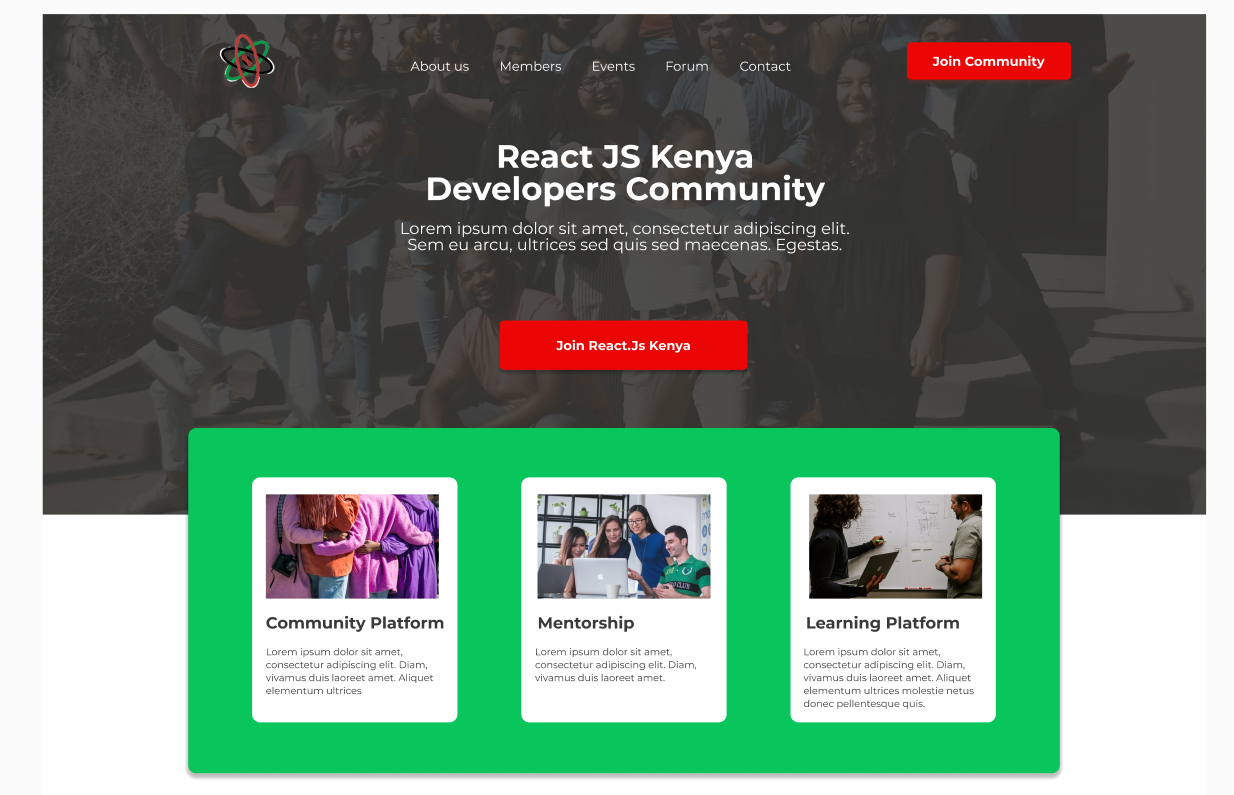 About us Members Events Forum Contact Join Community
React JS Kenya
Developers Community
Lorem ipsum dolor sit amet, consectetur adipiscing elit.
Sem eu arcu, ultrices sed quis sed maecenas. Egestas.
Join React.Js Kenya
Community Platform
Lorem ipsum dolor sit amet,
consectetur adipiscing elit. Diam,
vivamus duis laoreet amet. Aliquet
elementum ultrices
Mentorship
Lorem ipsum dolor sit amet,
consectetur adipiscing elit. Diam,
vivamus duis laoreet amet.
Learning Platform
Lorem ipsum dolor sit amet,
consectetur adipiscing elit. Diam,
vivamus duis laoreet amet. Aliquet
elementum ultrices molestie netus
donec pellentesque quis.